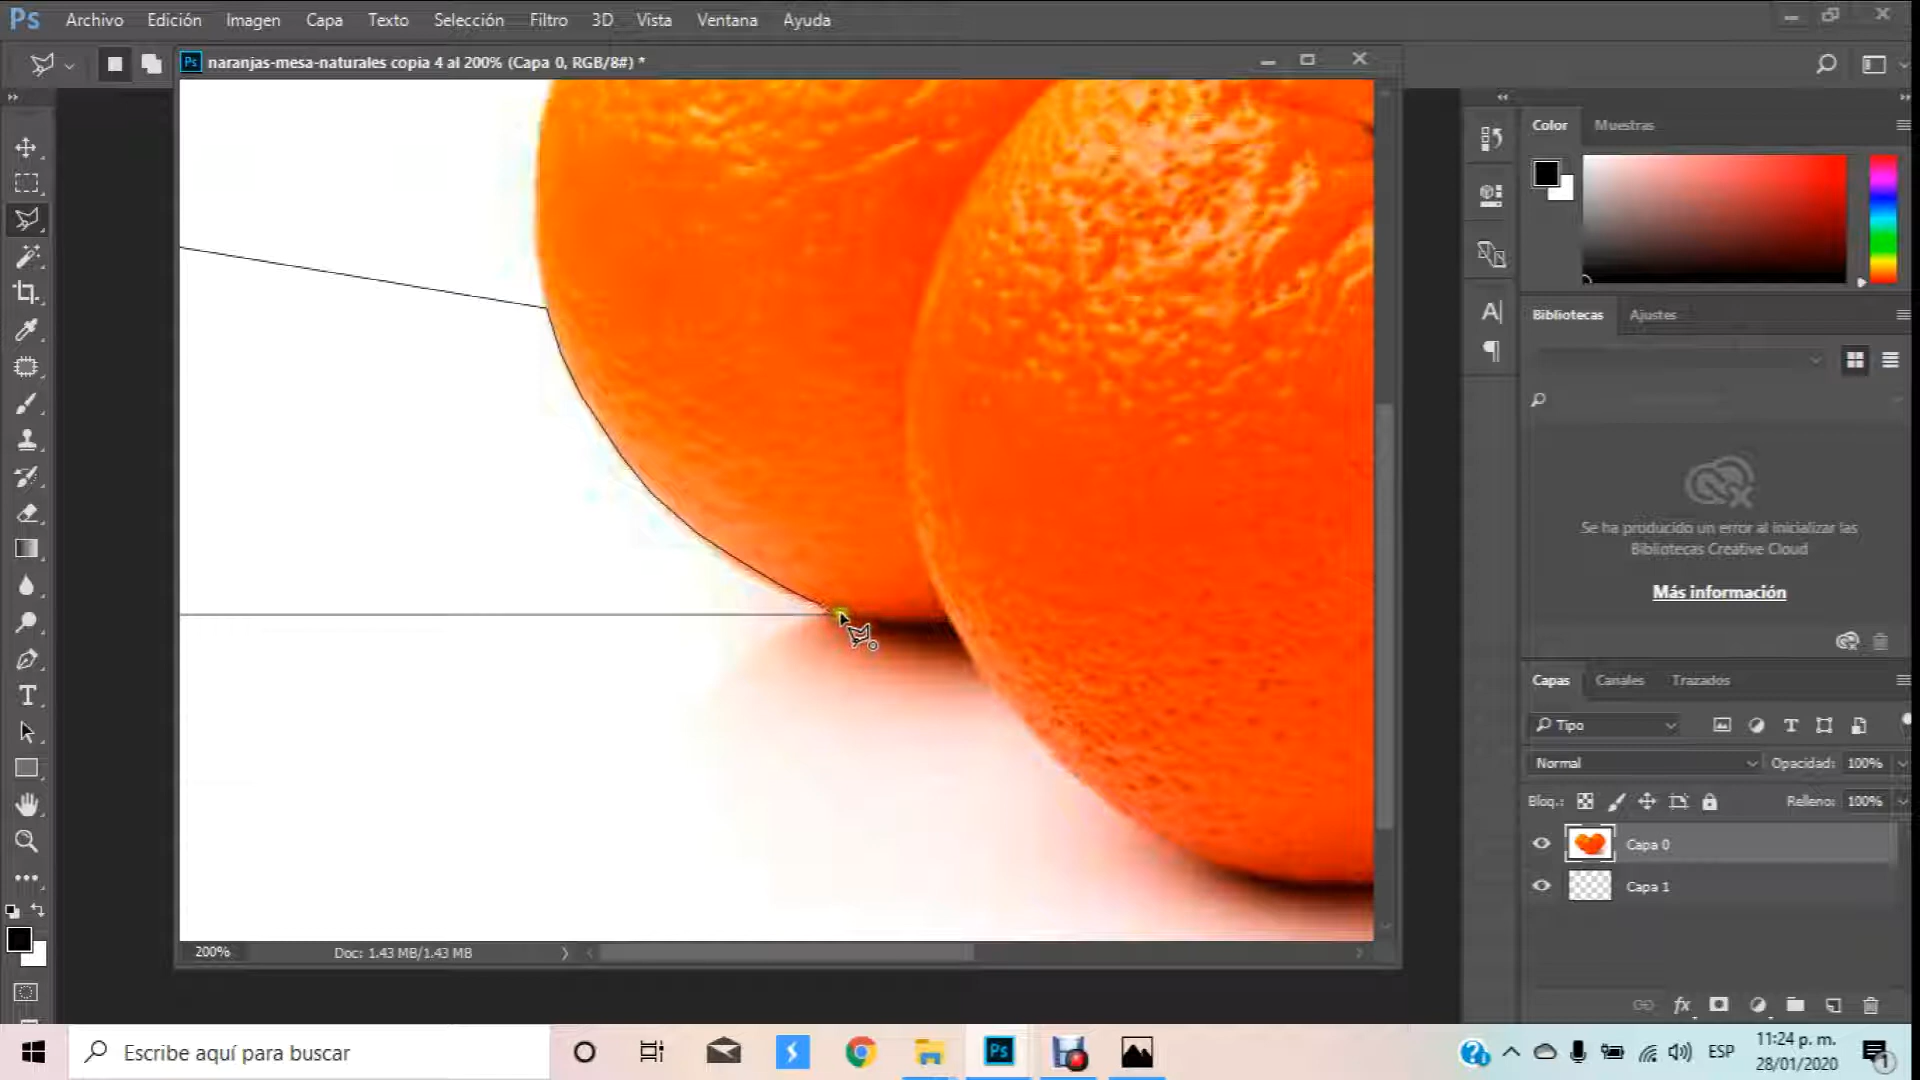 Ps Archivo Edición Imagen Capa Texto Selección Filtro 3D Vista Ventana Ayuda
Ps naranjas-mesa-naturales copia 4 al 200% (Capa 0, RGB/8#) *
Color Muestras
Bibliotecas Ajustes
Se ha producido un error al inicializar las
Bibliotecas Creative Cloud
Más información
Capas Canales Trazados
Tipo
Normal Opacidad: 100%
Bloq.: Relleno: 100%
Capa 0
Capa 1
200% Doc: 1.43 MB/1.43 MB
Escribe aquí para buscar
Ps
ESP
11:24 p. m.
28/01/2020
1